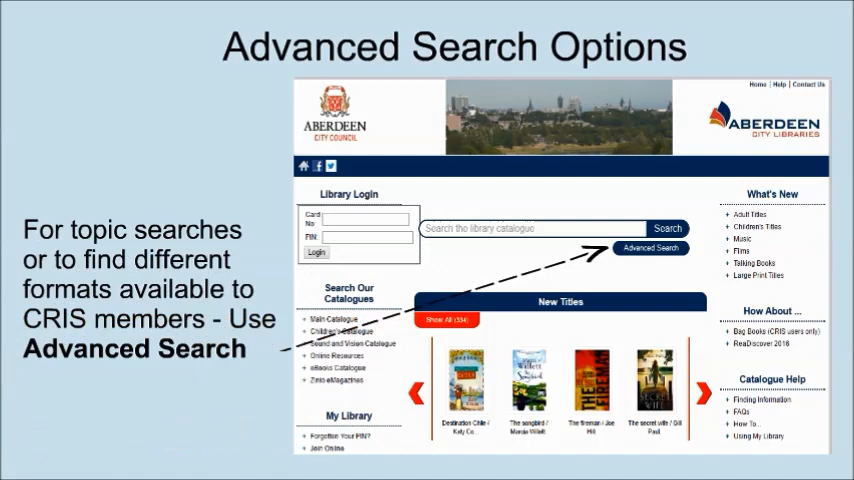 Advanced Search Options
For topic searches
or to find different
formats available to
CRIS members - Use
Advanced Search
Home | Help | Contact Us
ABERDEEN
CITY COUNCIL
ABERDEEN
CITY LIBRARIES
Library Login
Card No
PIN:
Login
Search the library catalogue
Search
Advanced Search
What's New
Adult Titles
Children's Titles
Music
Films
Talking Books
Large Print Titles
Search Our
Catalogues
Main Catalogue
Children's Catalogue
Sound and Vision Catalogue
Online Resources
eBooks Catalogue
Zinio eMagazines
New Titles
Show All (334)
Destination Chile /
Katy Co...
The songbird /
Marcia Willett
The fireman / Joe
Hill
The secret wife / Gill
Paul
How About ...
Bag Books (CRIS users only)
ReaDiscover 2016
Catalogue Help
Finding Information
FAQs
How To...
Using My Library
My Library
Forgotten Your PIN?
Join Online